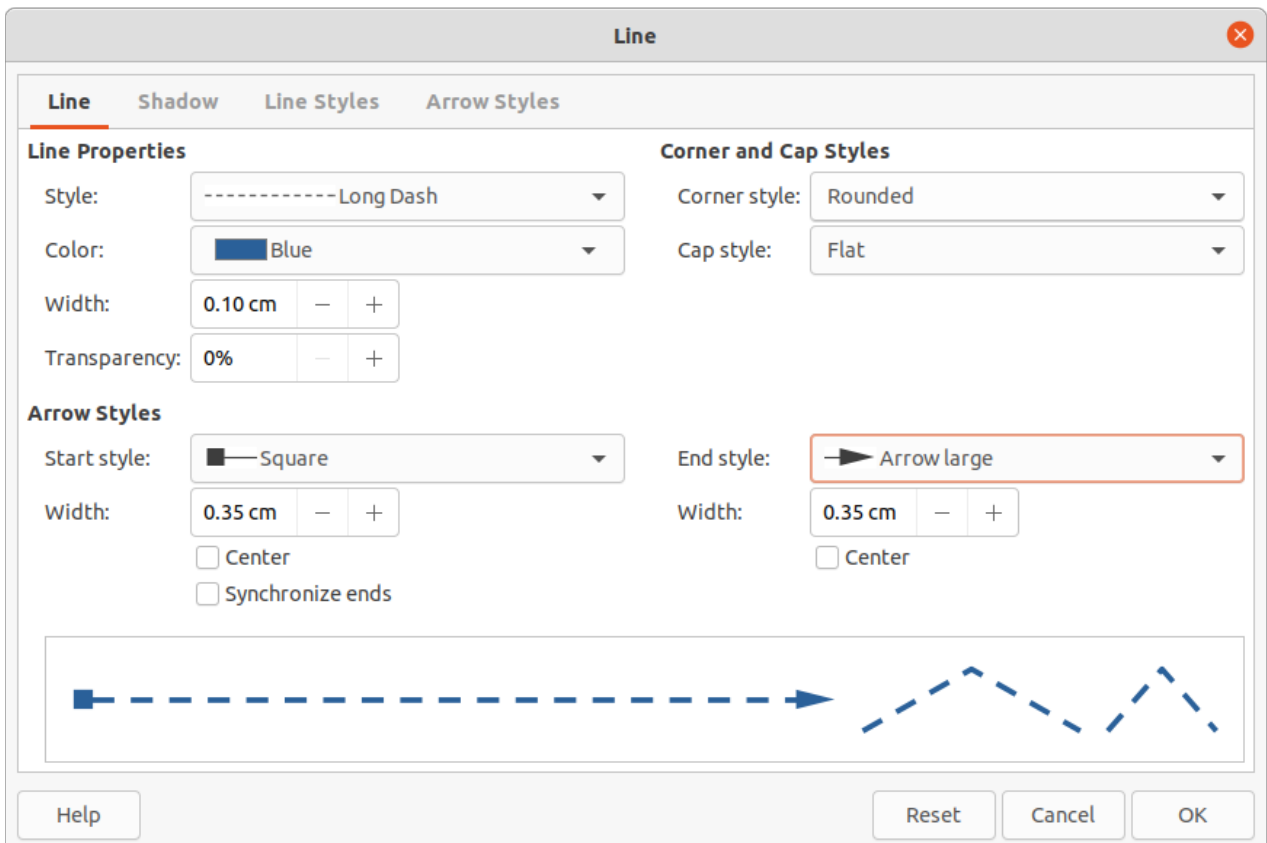 Line
Line Shadow Line Styles Arrow Styles
Line Properties
Style: Long Dash
Color: Blue
Width: 0.10 cm
Transparency: 0%
Corner and Cap Styles
Corner style: Rounded
Cap style: Flat
Arrow Styles
Start style: Square
Width: 0.35 cm
Center
Synchronize ends
End style: Arrow large
Width: 0.35 cm
Center
Help Reset Cancel OK